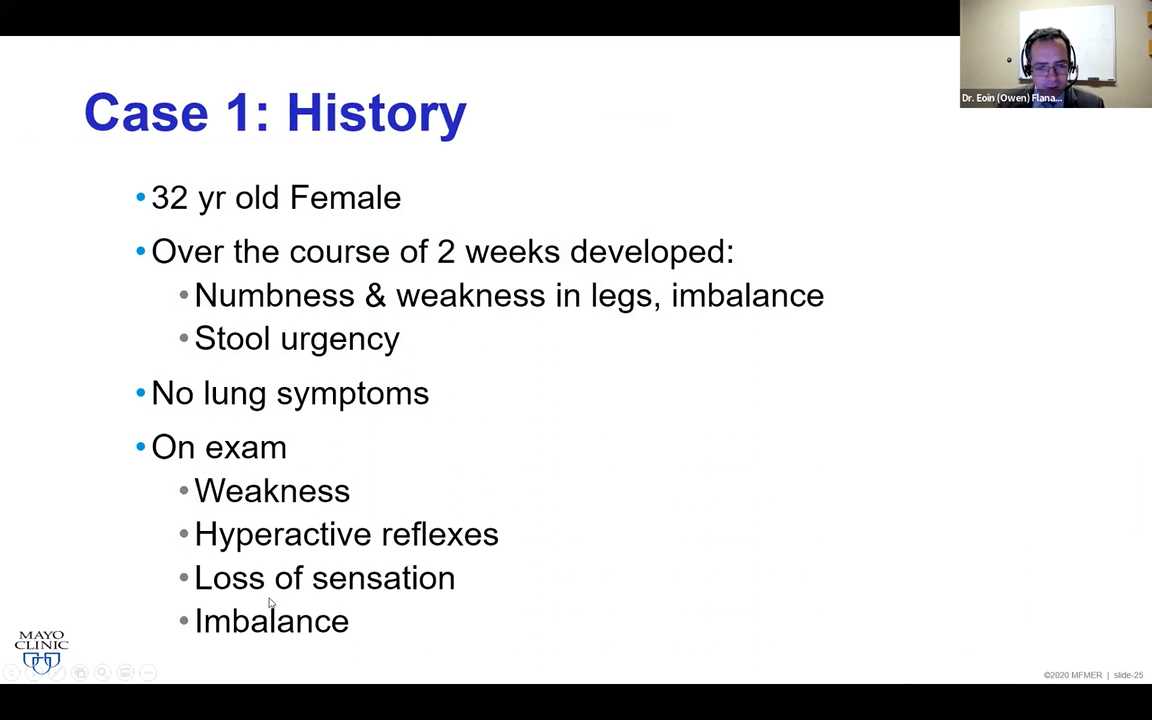 Dr. Eoin (Owen) Flana...
Case 1: History
•32 yr old Female
•Over the course of 2 weeks developed:
•Numbness & weakness in legs, imbalance
•Stool urgency
•No lung symptoms
•On exam
•Weakness
•Hyperactive reflexes
•Loss of sensation
•Imbalance
MAYO
CLINIC
©2020 MFMER | slide-25